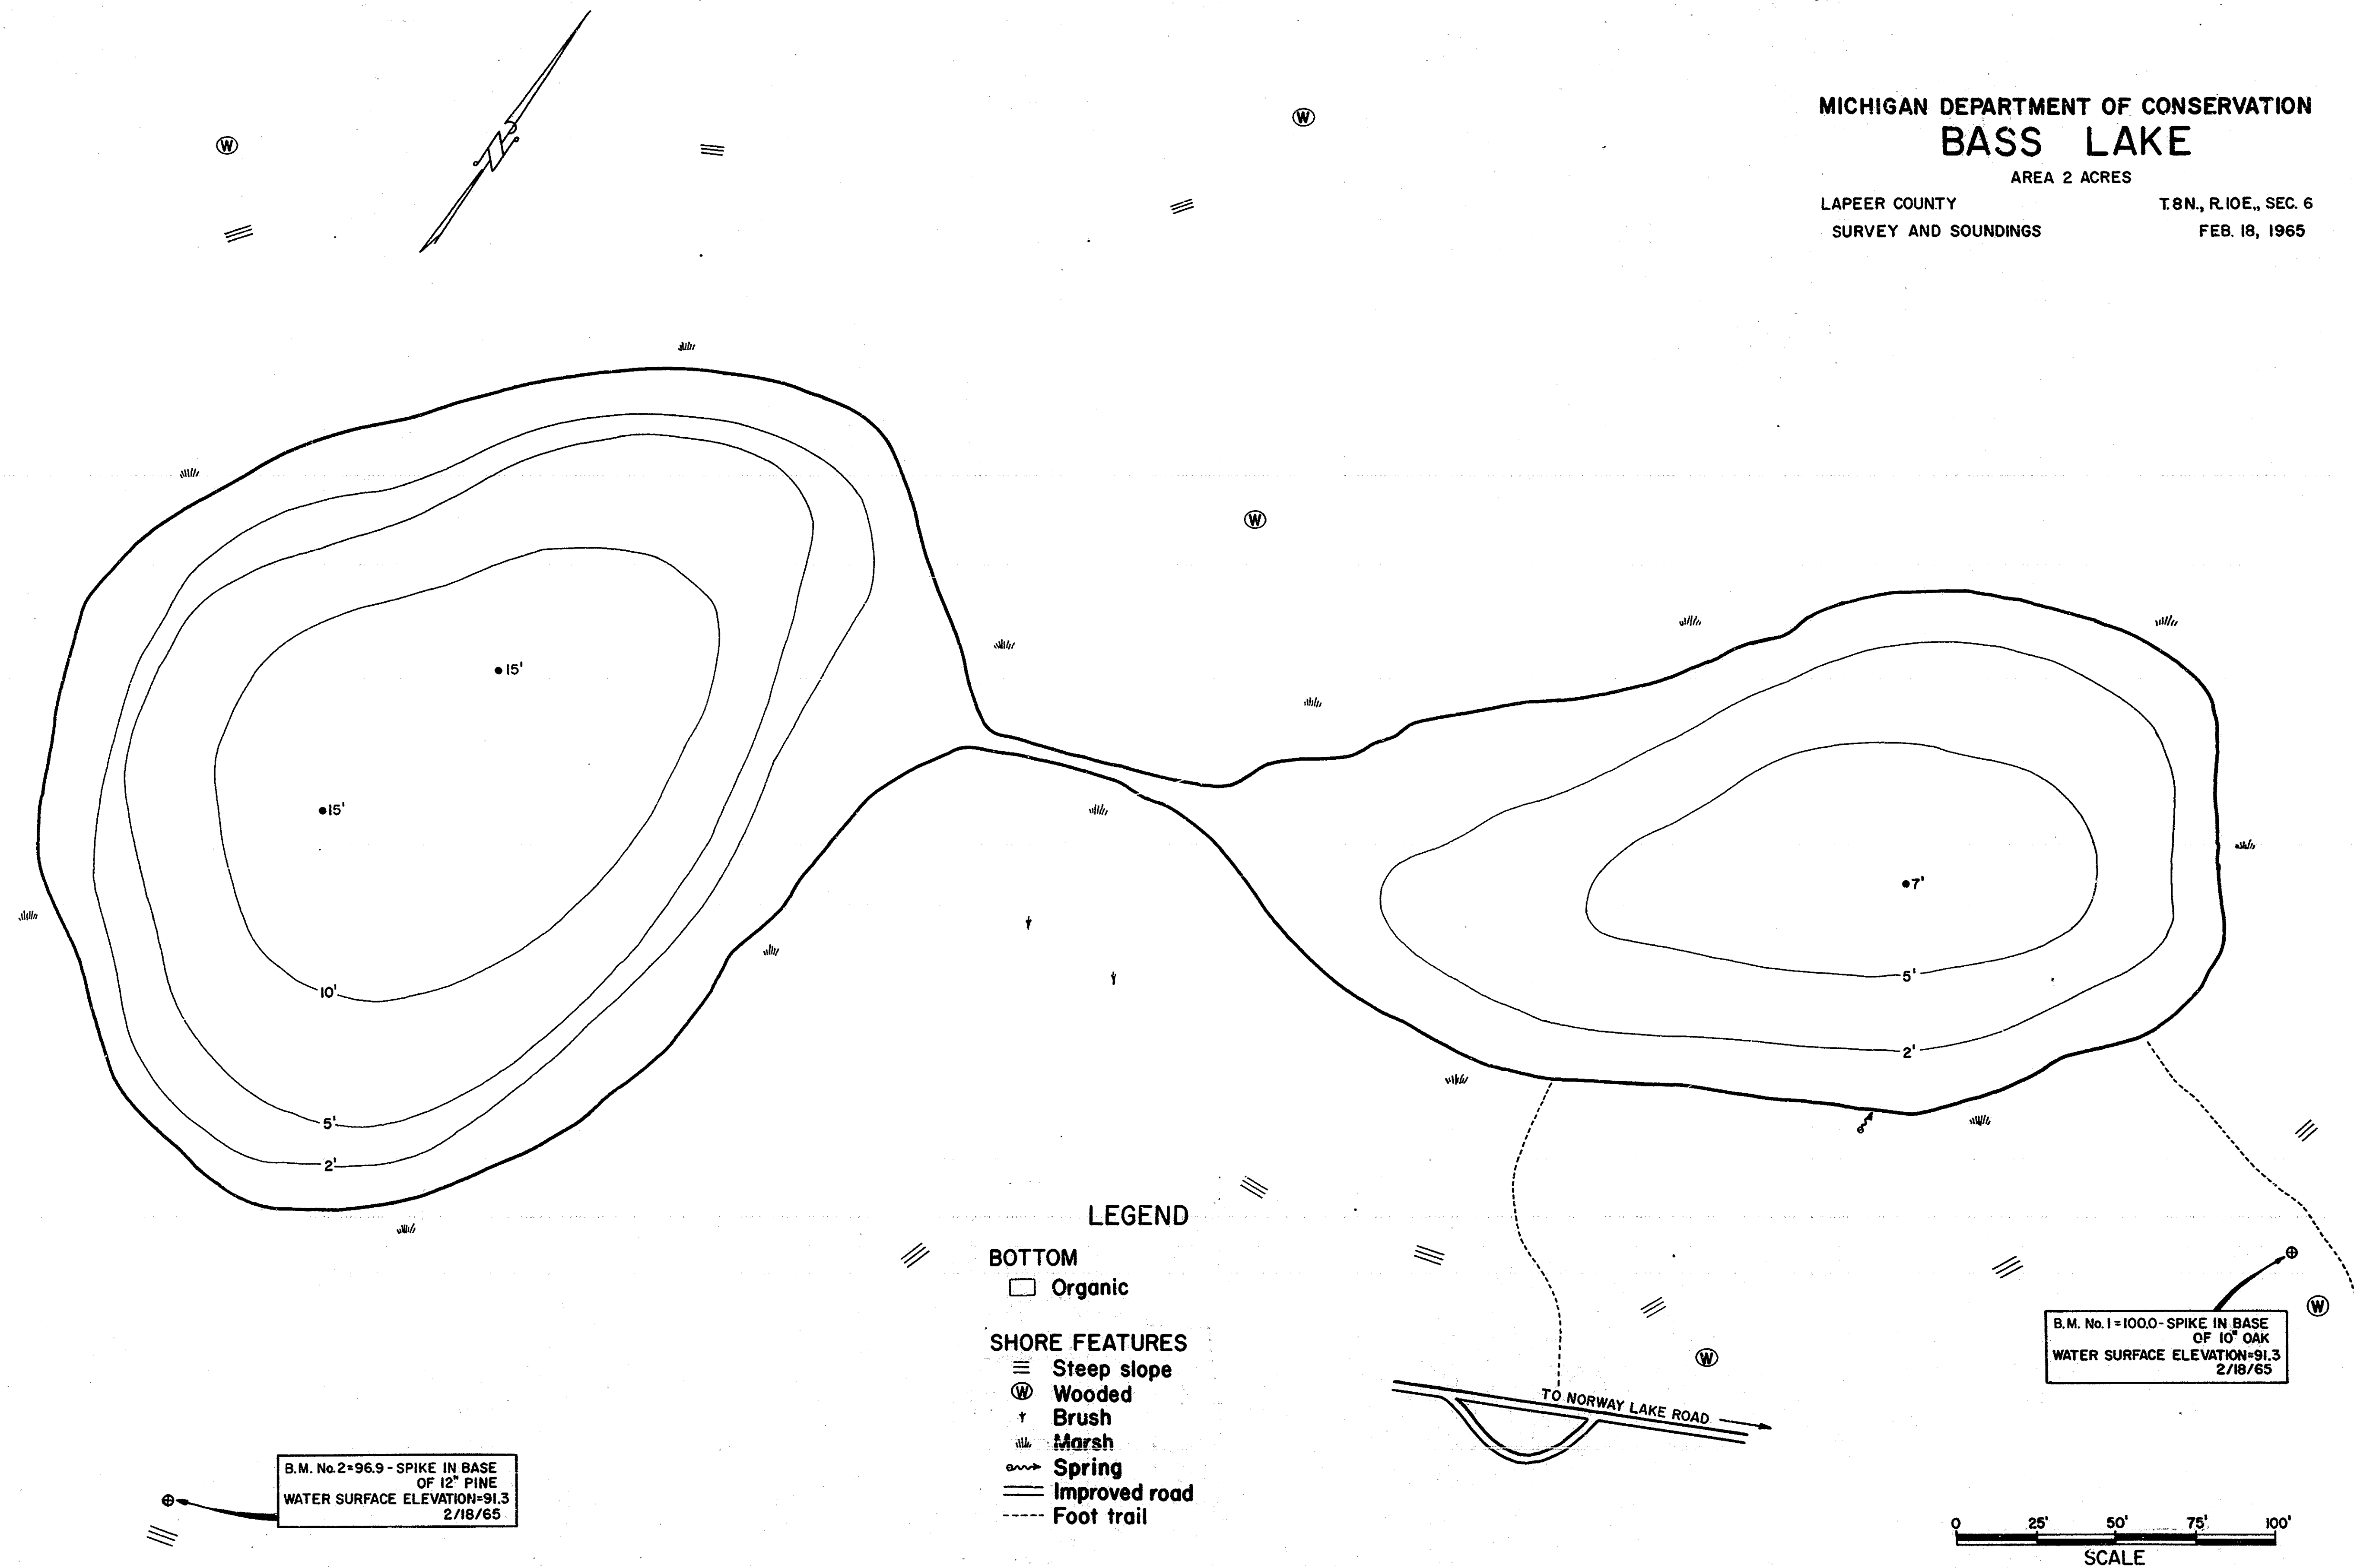 MICHIGAN DEPARTMENT OF CONSERVATION
BASS LAKE
AREA 2 ACRES
LAPEER COUNTY T.8N., R.10E., SEC. 6
SURVEY AND SOUNDINGS FEB. 18, 1965
N
W
W
W
15'
15'
10'
5'
2'
7'
5'
2'
LEGEND
BOTTOM
Organic
SHORE FEATURES
Steep slope
W Wooded
Brush
Marsh
Spring
Improved road
Foot trail
W
TO NORWAY LAKE ROAD
W
B.M. No. 1 = 100.0 - SPIKE IN BASE
OF 10" OAK
WATER SURFACE ELEVATION=91.3
2/18/65
B.M. No. 2=96.9 - SPIKE IN BASE
OF 12" PINE
WATER SURFACE ELEVATION=91.3
2/18/65
0 25' 50' 75' 100'
SCALE